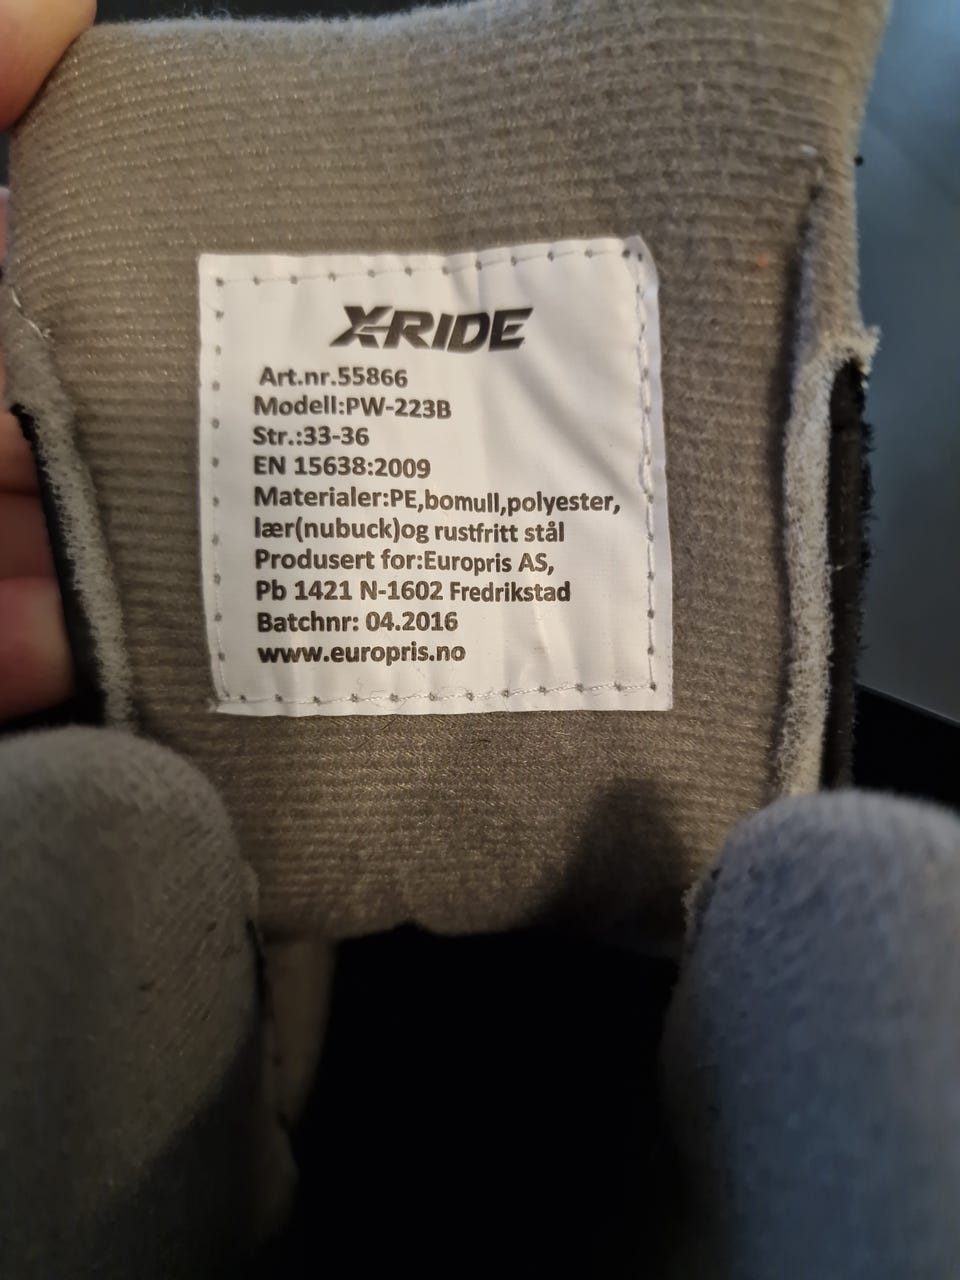 X-RIDE
Art.nr.55866
Modell:PW-223B
Str.:33-36
EN 15638:2009
Materialer:PE,bomull,polyester,
lær(nubuck)og rustfritt stål
Produsert for:Europris AS,
Pb 1421 N-1602 Fredrikstad
Batchnr: 04.2016
www.europris.no